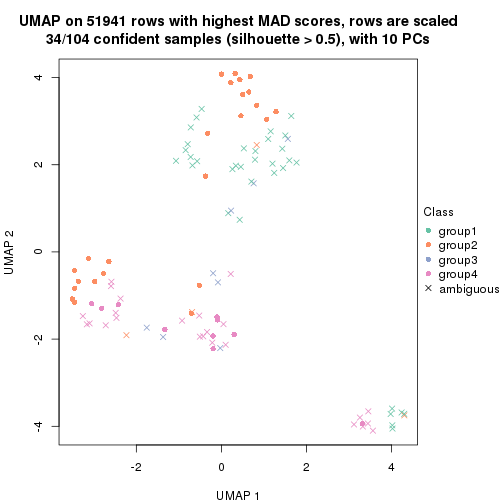 UMAP on 51941 rows with highest MAD scores, rows are scaled
34/104 confident samples (silhouette > 0.5), with 10 PCs
4
2
0
-2
-4
UMAP 2
-2
0
2
4
UMAP 1
Class
group1
group2
group3
group4
ambiguous